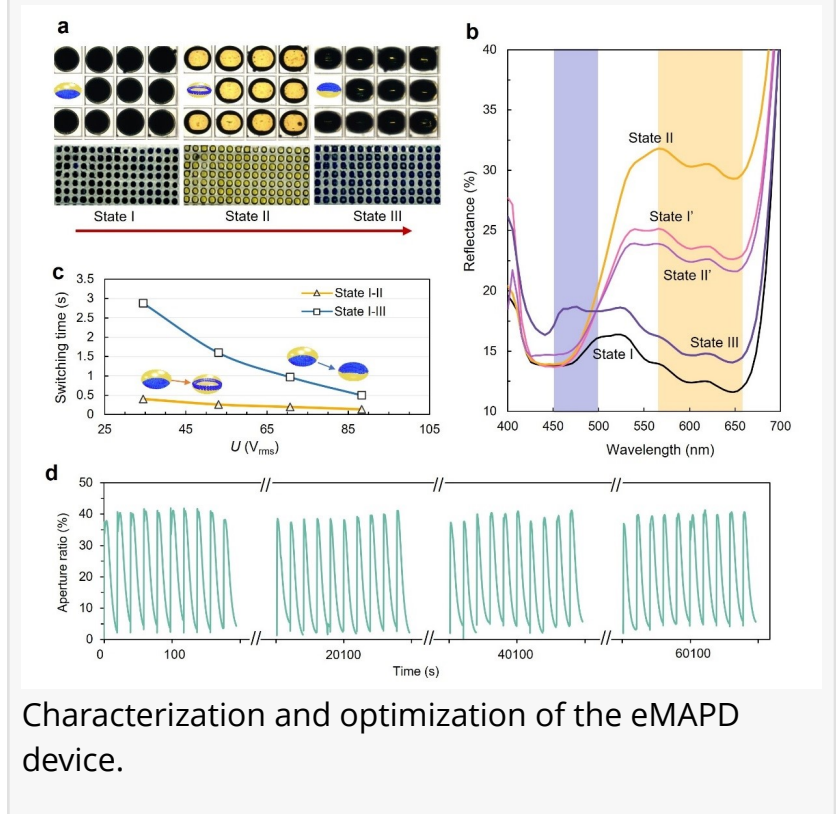 a
State I
State II
State III
b
40
35
30
25
20
15
10
Reflectance (%)
State II
State I’
State II’
State III
State I
400
450
500
550
600
650
700
Wavelength (nm)
c
3.5
3
2.5
2
1.5
1
0.5
0
Switching time (s)
State I-II
State I-III
25
45
65
85
105
U (Vrms)
d
50
40
30
20
10
0
Aperture ratio (%)
0
100
20100
40100
60100
Time (s)
Characterization and optimization of the eMAPD
device.